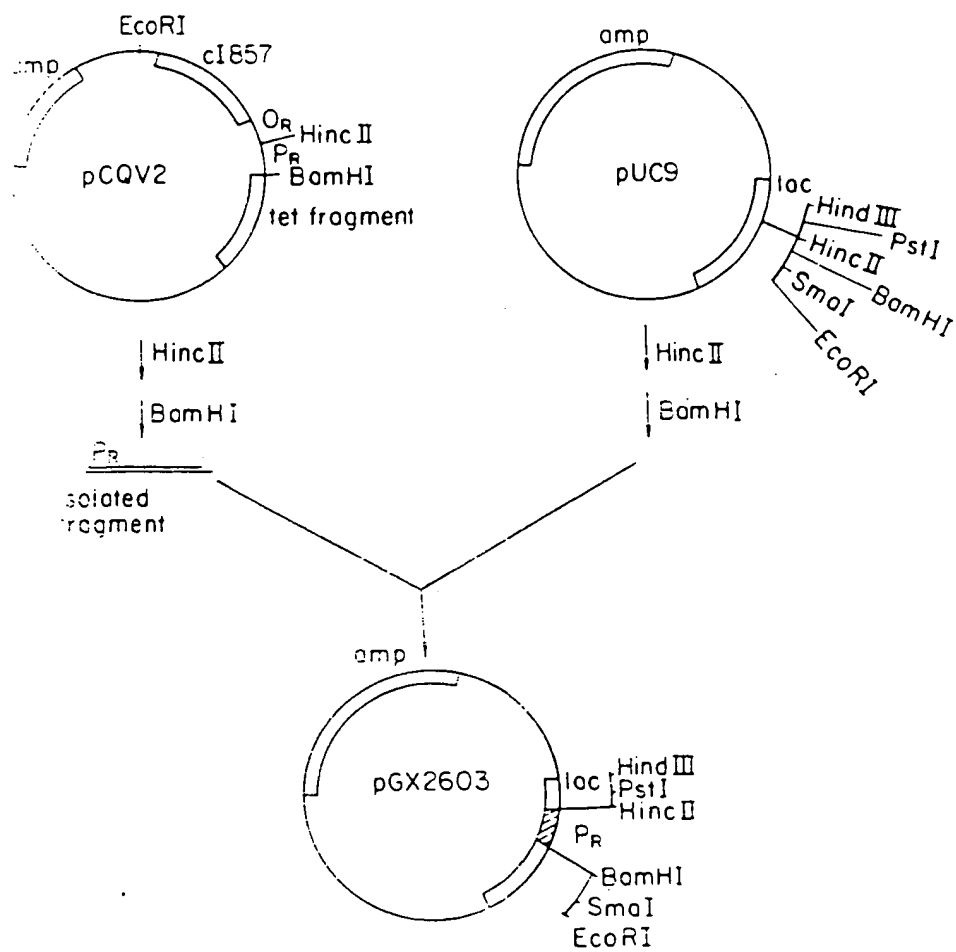 EcoRI
cI857
amp
OR
HincII
PR
BamHI
pCQV2
tet fragment
amp
pUC9
lac
HindIII
PstI
HincII
BamHI
SmaI
EcoRI
HincII
BamHI
HincII
BamHI
PR
solated
fragment
amp
pGX2603
lac
HindIII
PstI
HincII
PR
BamHI
SmaI
EcoRI